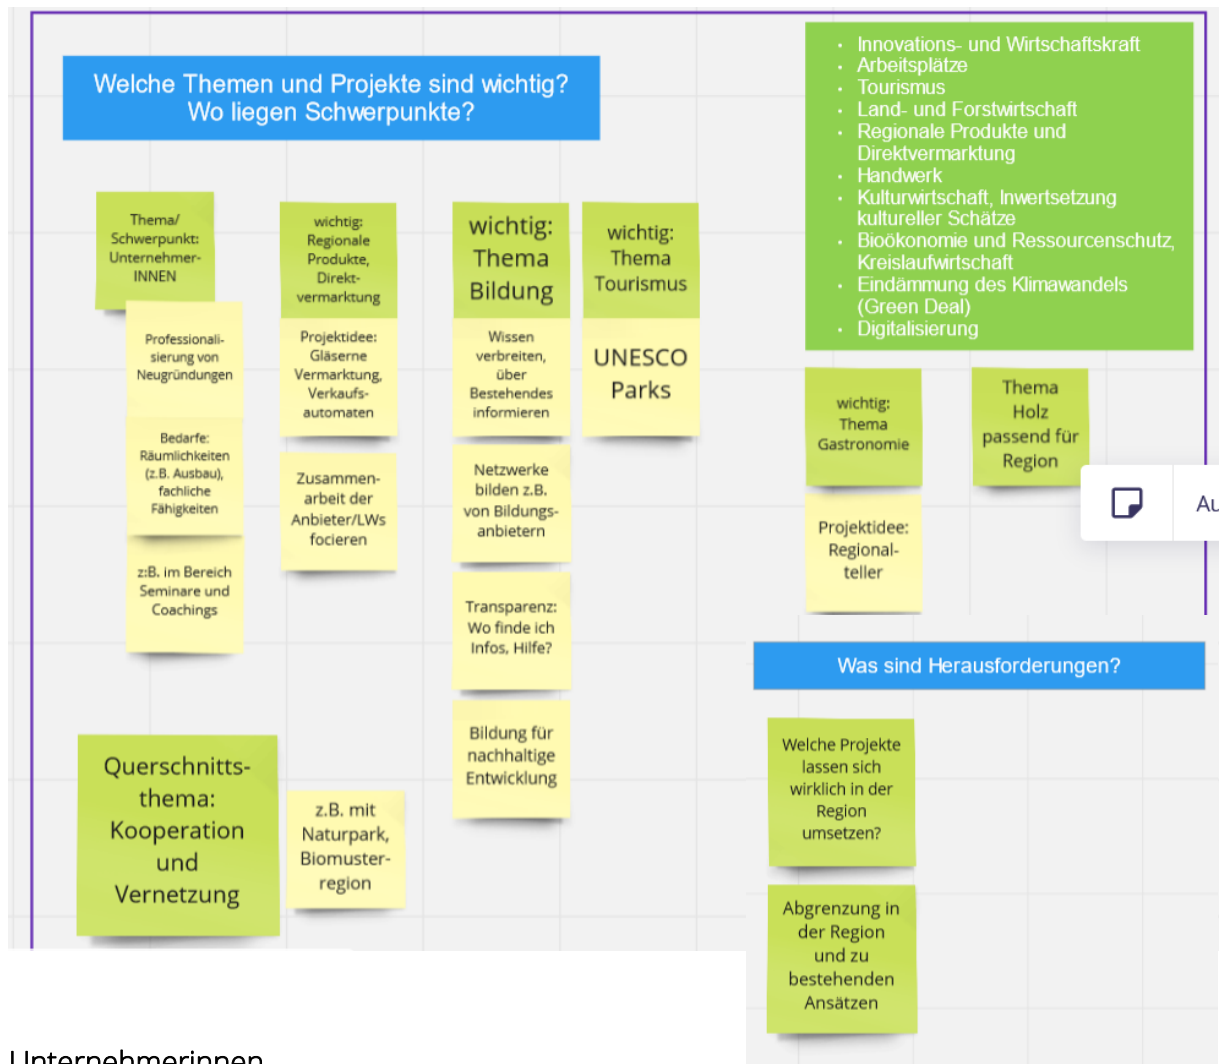 Welche Themen und Projekte sind wichtig?
Wo liegen Schwerpunkte?
Thema/
Schwerpunkt:
Unternehmer-
INNEN
Professionali-
sierung von
Neugründungen
Bedarfe:
Räumlichkeiten
(z.B. Ausbau),
fachliche
Fähigkeiten
z:B. im Bereich
Seminare und
Coachings
wichtig:
Regionale
Produkte,
Direkt-
vermarktung
Projektidee:
Gläserne
Vermarktung,
Verkaufs-
automaten
Zusammen-
arbeit der
Anbieter/LWs
focieren
wichtig:
Thema
Bildung
Wissen
verbreiten,
über
Bestehendes
informieren
Netzwerke
bilden z.B.
von Bildungs-
anbietern
Transparenz:
Wo finde ich
Infos, Hilfe?
Bildung für
nachhaltige
Entwicklung
wichtig:
Thema
Tourismus
UNESCO
Parks
• Innovations- und Wirtschaftskraft
• Arbeitsplätze
• Tourismus
• Land- und Forstwirtschaft
• Regionale Produkte und
Direktvermarktung
• Handwerk
• Kulturwirtschaft, Inwertsetzung
kultureller Schätze
• Bioökonomie und Ressourcenschutz,
Kreislaufwirtschaft
• Eindämmung des Klimawandels
(Green Deal)
• Digitalisierung
wichtig:
Thema
Gastronomie
Projektidee:
Regional-
teller
Thema
Holz
passend für
Region
Au
Querschnitts-
thema:
Kooperation
und
Vernetzung
z.B. mit
Naturpark,
Biomuster-
region
Was sind Herausforderungen?
Welche Projekte
lassen sich
wirklich in der
Region
umsetzen?
Abgrenzung in
der Region
und zu
bestehenden
Ansätzen
Unternehmerinnen